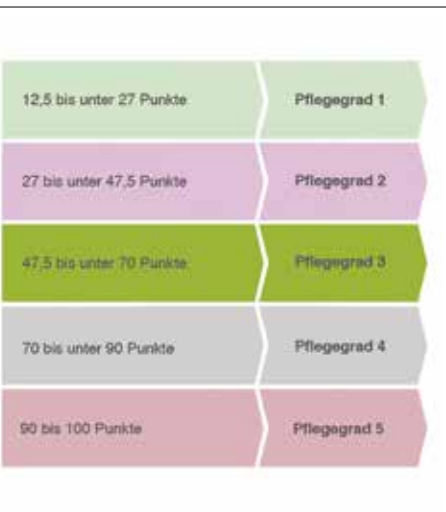 12,5 bis unter 27 Punkte Pflegegrad 1
27 bis unter 47,5 Punkte Pflegegrad 2
47,5 bis unter 70 Punkte Pflegegrad 3
70 bis unter 90 Punkte Pflegegrad 4
90 bis 100 Punkte Pflegegrad 5